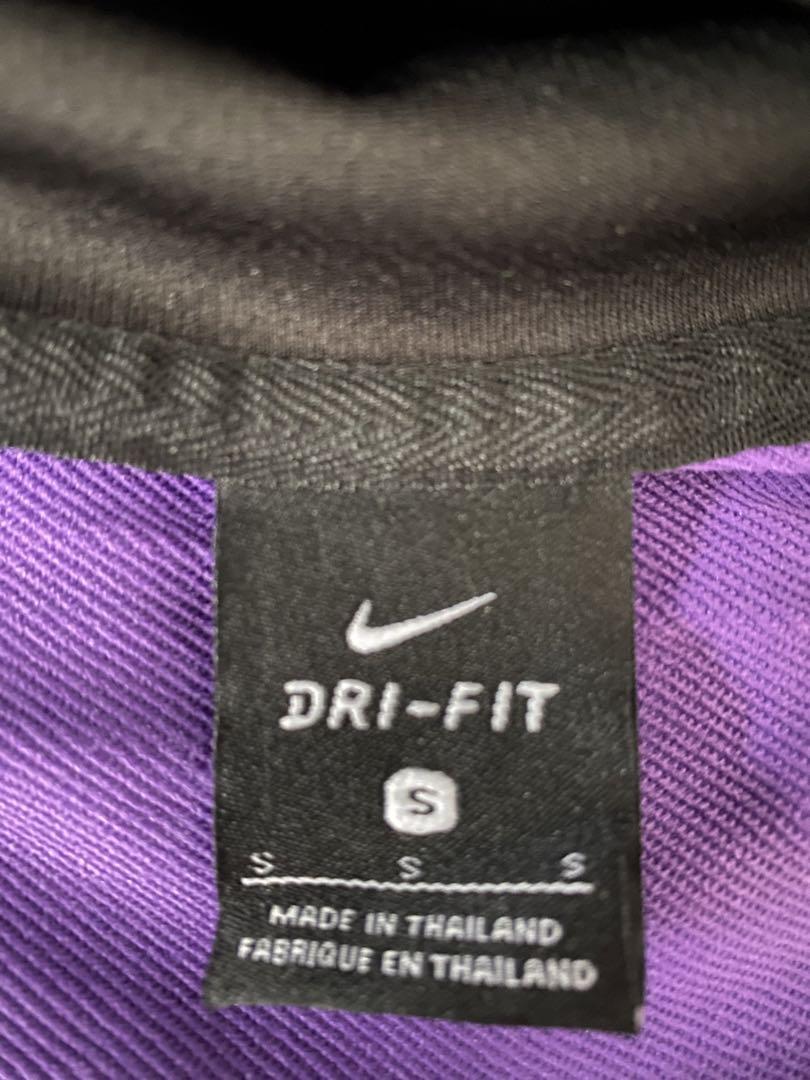 DRI-FIT
S
S S S
MADE IN THAILAND
FABRIQUE EN THAILAND